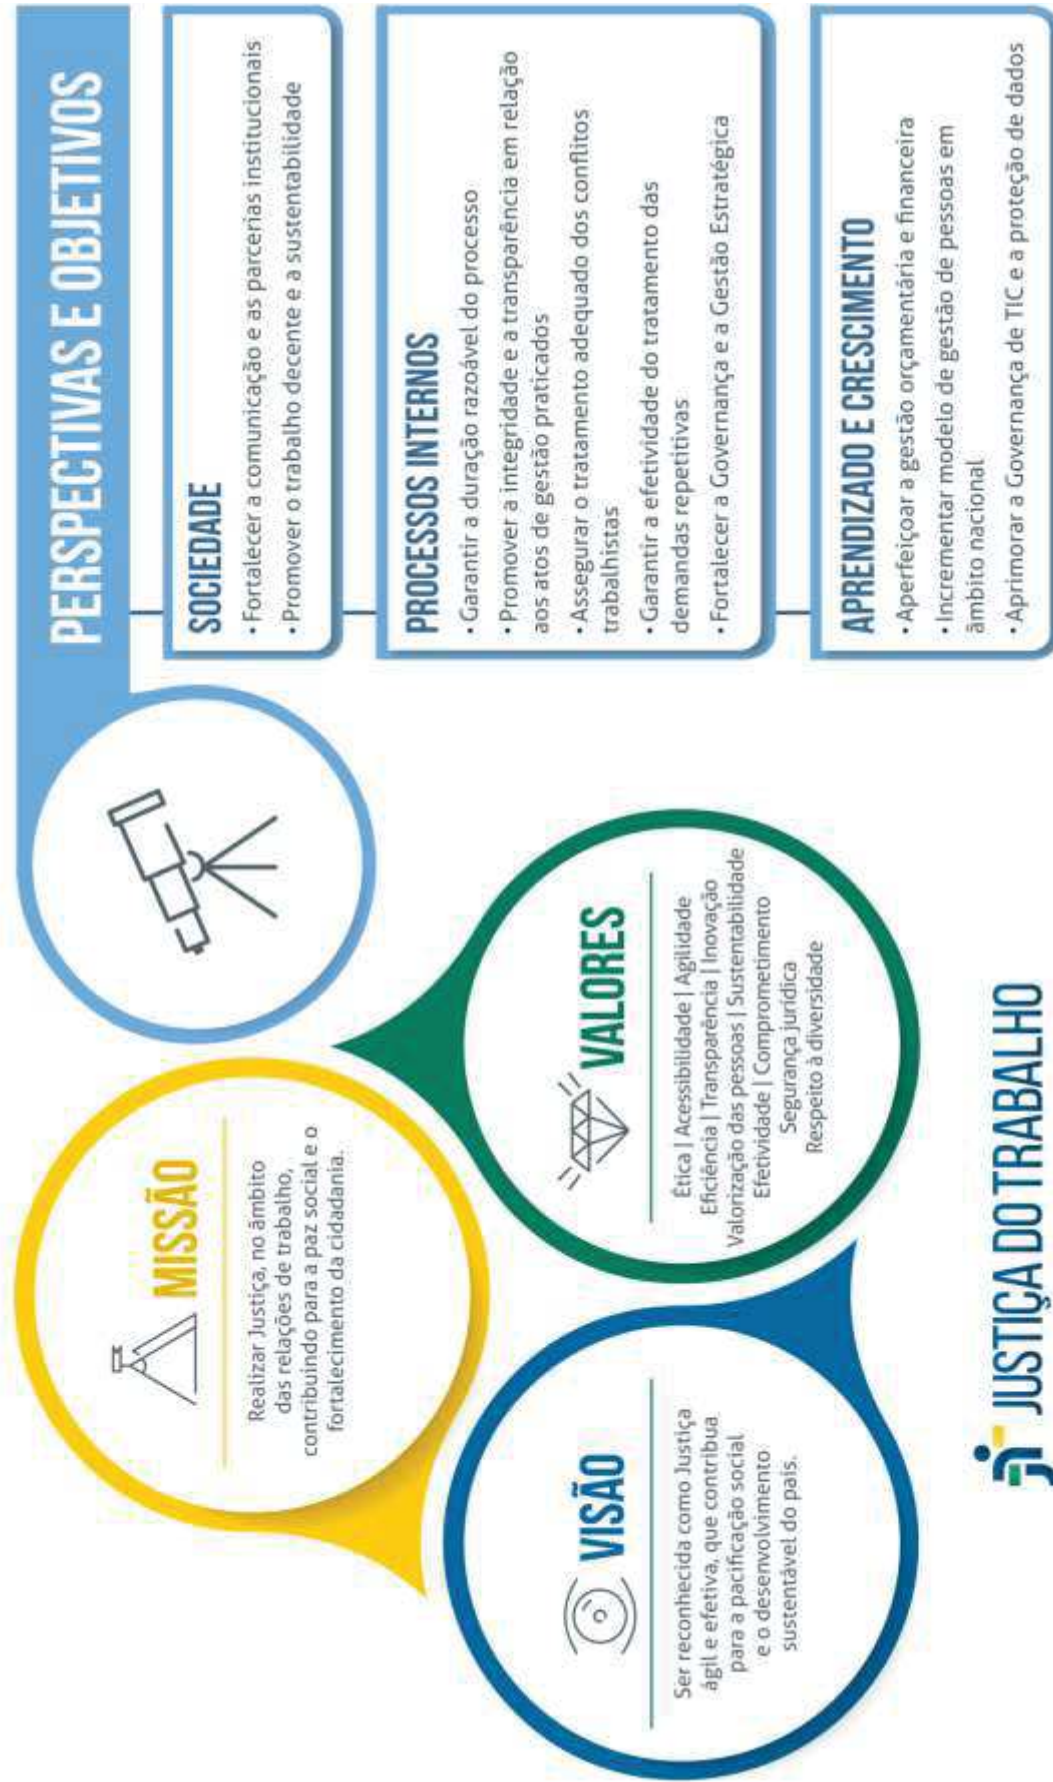 MISSÃO
Realizar Justiça, no âmbito
das relações de trabalho,
contribuindo para a paz social e o
fortalecimento da cidadania.
VISÃO
Ser reconhecida como Justiça
ágil e efetiva, que contribua
para a pacificação social
e o desenvolvimento
sustentável do país.
VALORES
Ética | Acessibilidade | Agilidade
Eficiência | Transparência | Inovação
Valorização das pessoas | Sustentabilidade
Efetividade | Comprometimento
Segurança jurídica
Respeito à diversidade
JUSTIÇA DO TRABALHO
PERSPECTIVAS E OBJETIVOS
SOCIEDADE
• Fortalecer a comunicação e as parcerias institucionais
• Promover o trabalho decente e a sustentabilidade
PROCESSOS INTERNOS
• Garantir a duração razoável do processo
• Promover a integridade e a transparência em relação
aos atos de gestão praticados
• Assegurar o tratamento adequado dos conflitos
trabalhistas
• Garantir a efetividade do tratamento das
demandas repetitivas
• Fortalecer a Governança e a Gestão Estratégica
APRENDIZADO E CRESCIMENTO
• Aperfeiçoar a gestão orçamentária e financeira
• Incrementar modelo de gestão de pessoas em
âmbito nacional
• Aprimorar a Governança de TIC e a proteção de dados